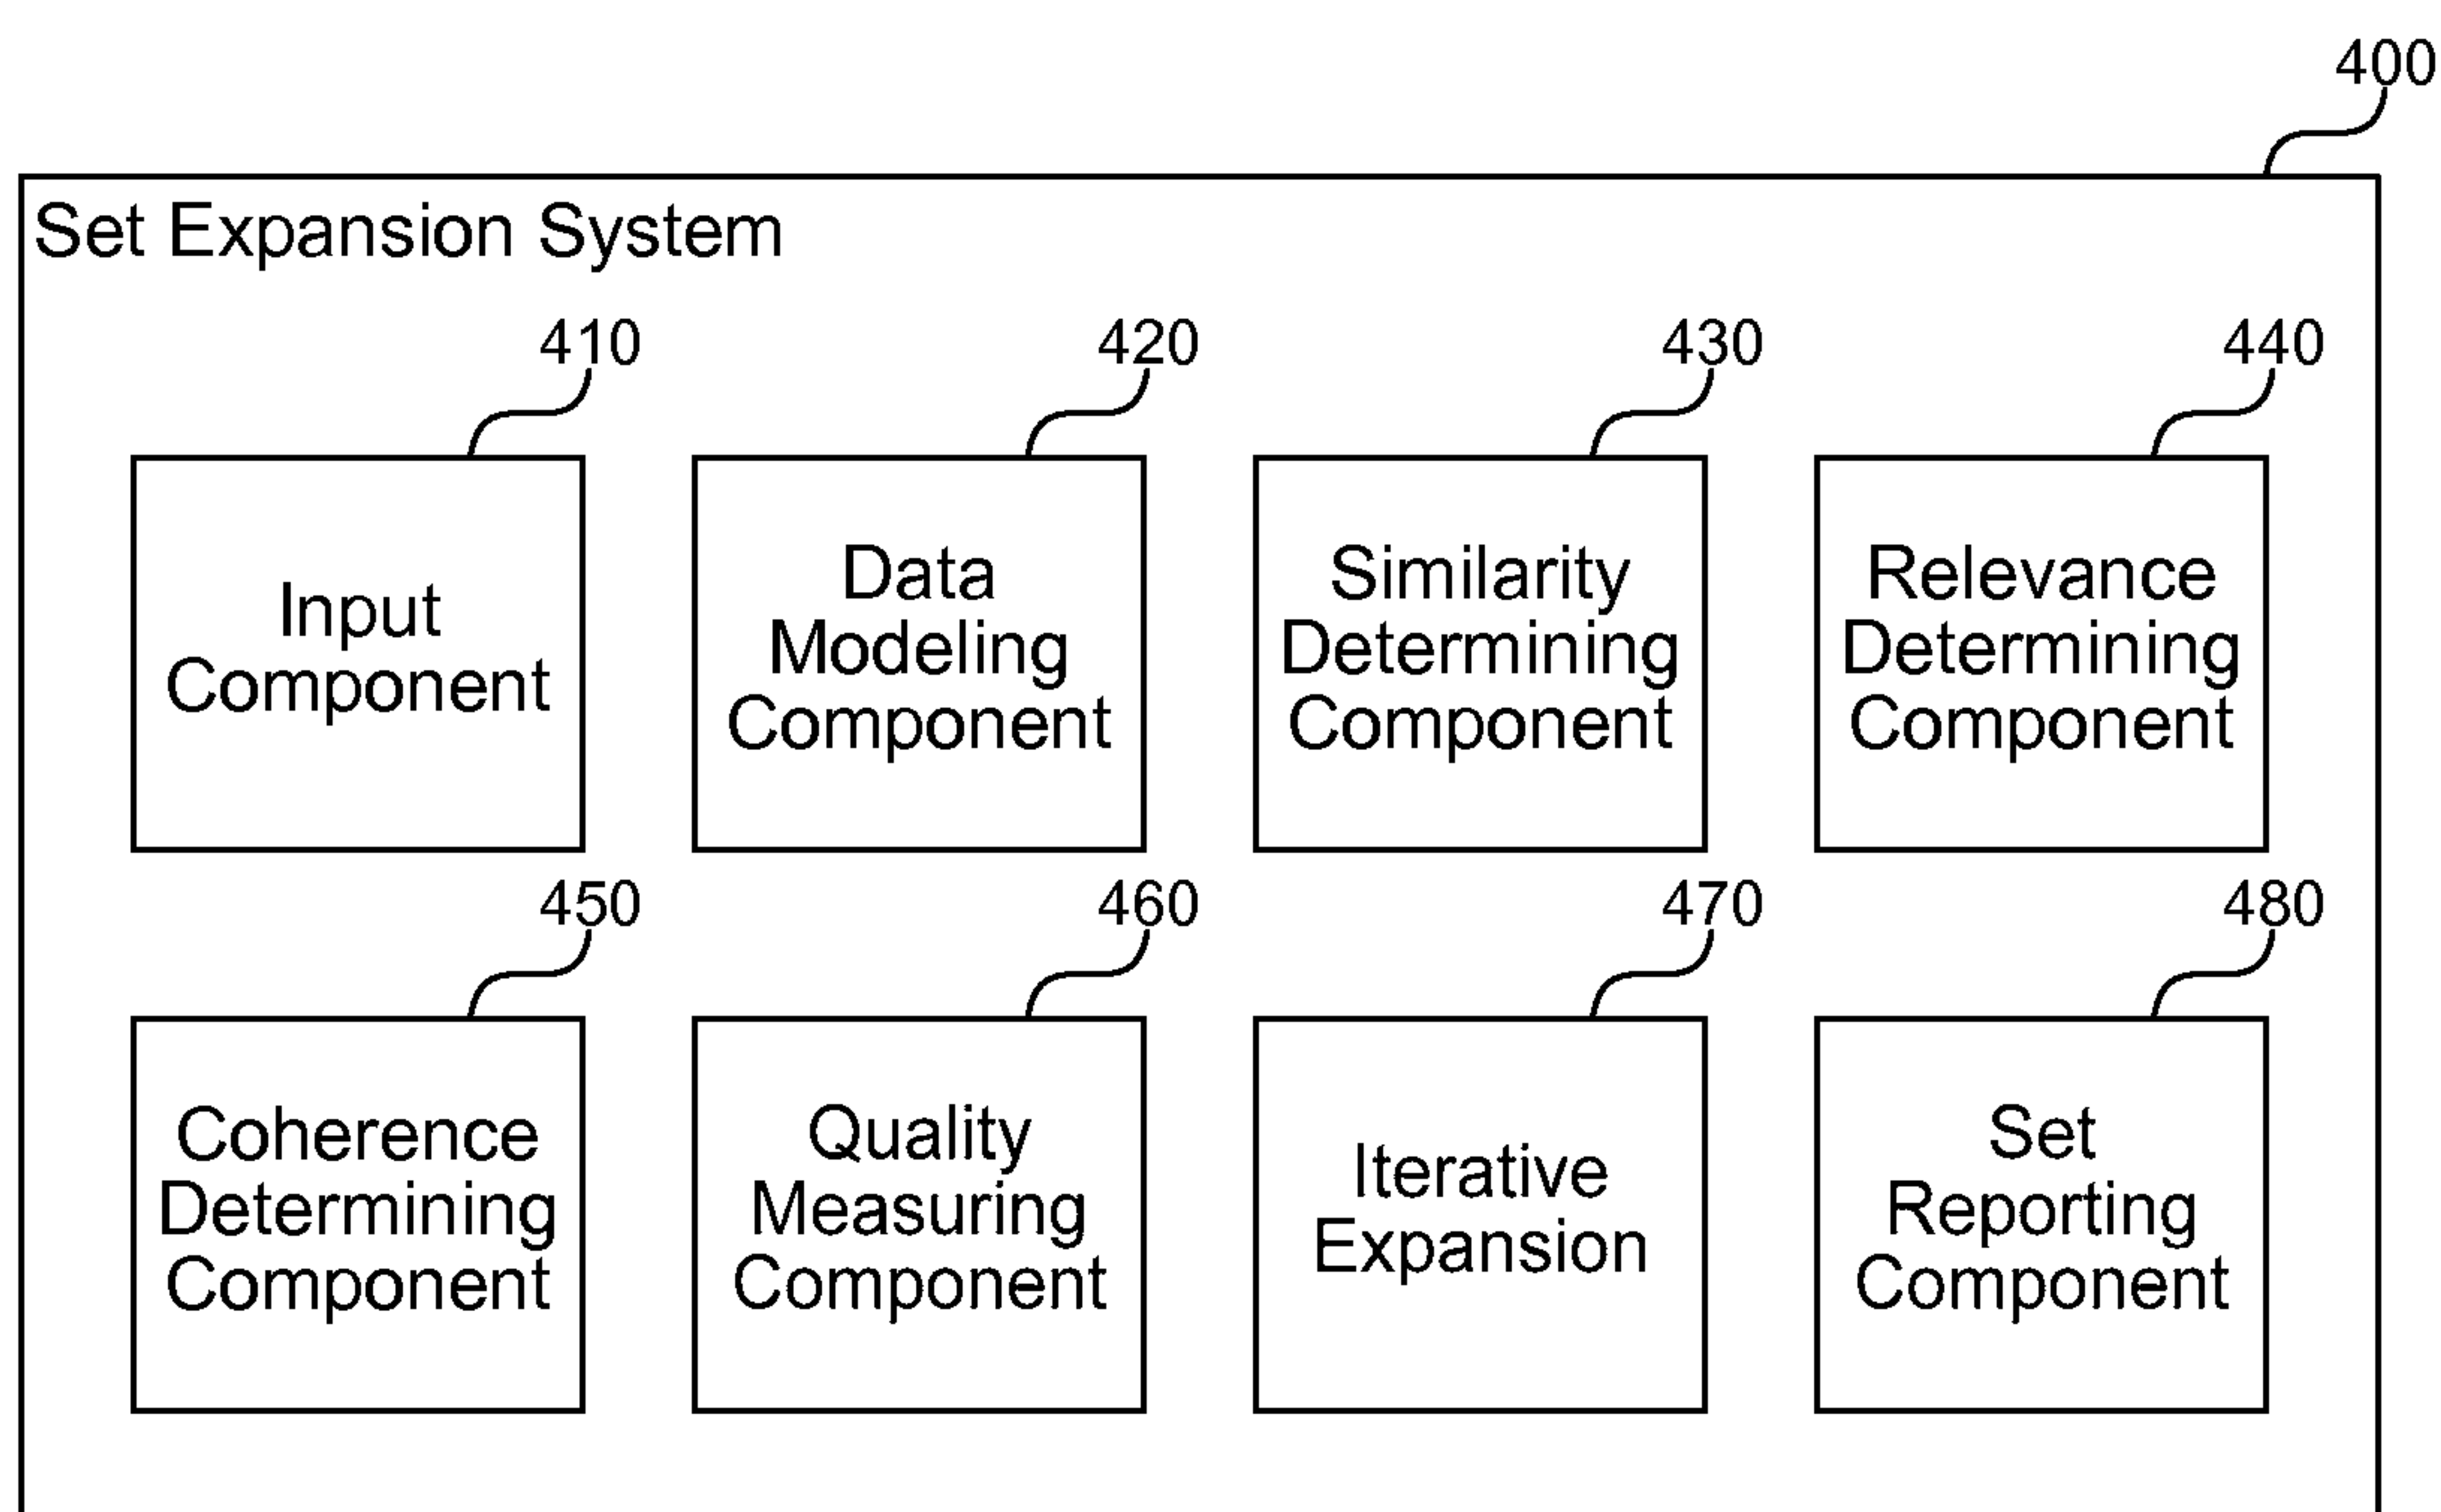 400
Set Expansion System
410
420
430
440
Input
Component
Data
Modeling
Component
Similarity
Determining
Component
Relevance
Determining
Component
450
460
470
480
Coherence
Determining
Component
Quality
Measuring
Component
Iterative
Expansion
Set
Reporting
Component